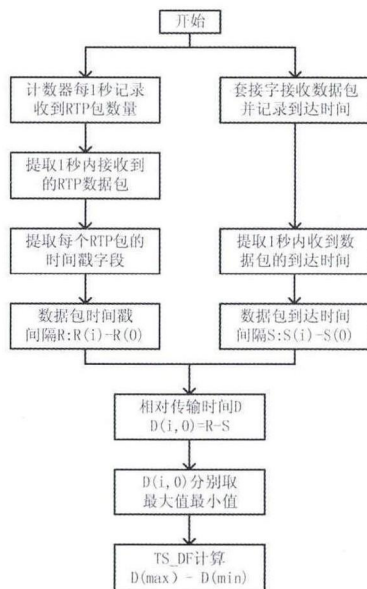 开始
计数器每1秒记录
收到RTP包数量
套接字接收数据包
并记录到达时间
提取1秒内接收到
的RTP数据包
提取每个RTP包的
时间戳字段
提取1秒内收到数
据包的到达时间
数据包时间戳
间隔R:R(i)-R(0)
数据包到达时间
间隔S:S(i)-S(0)
相对传输时间D
D(i,0)=R-S
D(i,0)分别取
最大值最小值
TS_DF计算
D(max) - D(min)